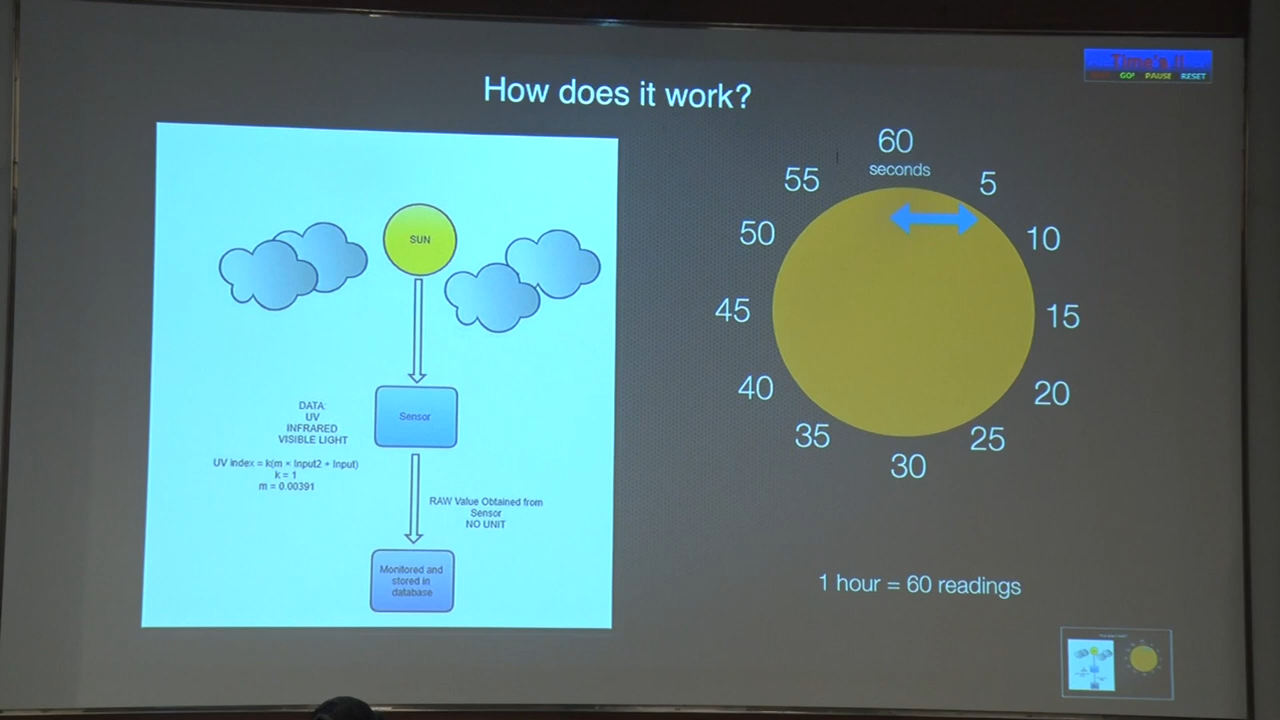 How does it work?
Time's !!
GO! PAUSE RESET
SUN
Sensor
DATA:
UV
INFRARED
VISIBLE LIGHT
UV index = k(m × Input2 + Input)
k = 1
m = 0.00391
RAW Value Obtained from
Sensor
NO UNIT
Monitored and
stored in
database
60
seconds
5
10
15
20
25
30
35
40
45
50
55
1 hour = 60 readings